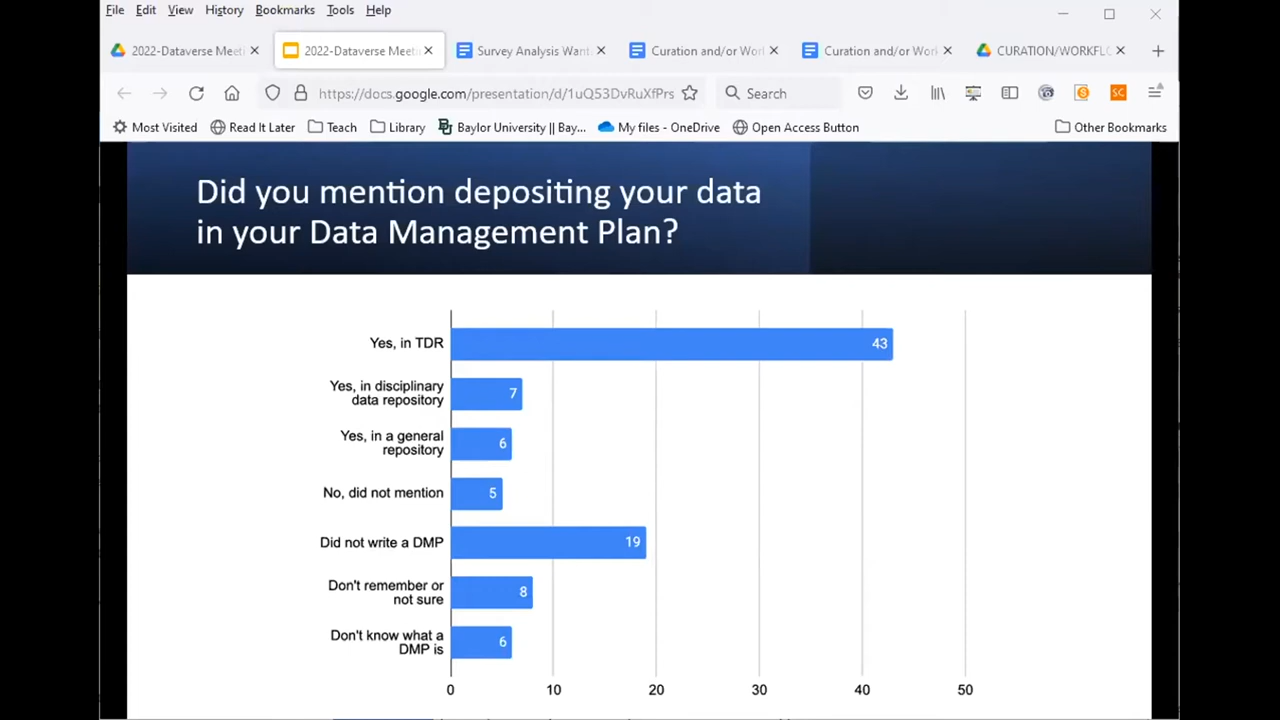 File Edit View History Bookmarks Tools Help
2022-Dataverse Meeti
2022-Dataverse Meeti
Survey Analysis Wanti
Curation and/or Worl
Curation and/or Worl
CURATION/WORKFLO
https://docs.google.com/presentation/d/1uQ53DvRuXfPrs
Search
SC
Most Visited Read It Later Teach Library Baylor University || Bay... My files - OneDrive Open Access Button Other Bookmarks
Did you mention depositing your data
in your Data Management Plan?
Yes, in TDR 43
Yes, in disciplinary
data repository 7
Yes, in a general
repository 6
No, did not mention 5
Did not write a DMP 19
Don't remember or
not sure 8
Don't know what a
DMP is 6
0 10 20 30 40 50